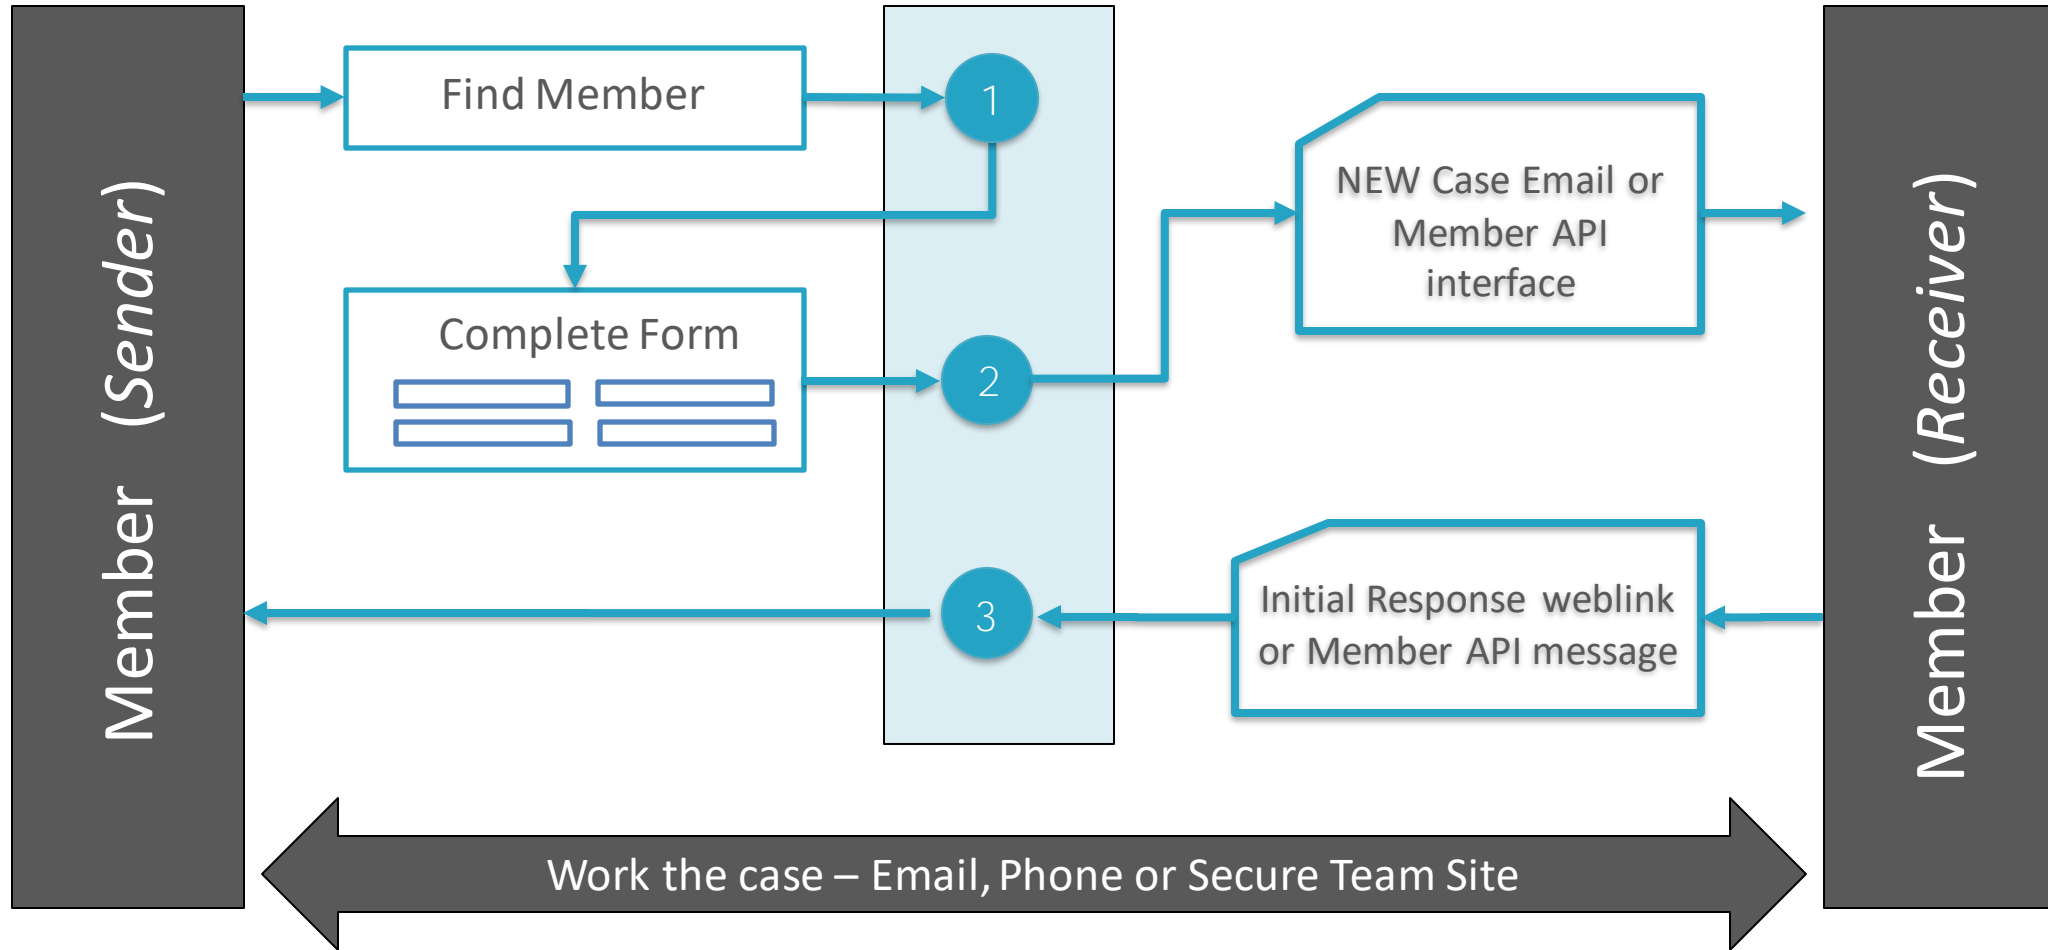 Member (Sender)
Find Member
1
Complete Form
2
NEW Case Email or
Member API
interface
3
Initial Response weblink
or Member API message
Member (Receiver)
Work the case – Email, Phone or Secure Team Site